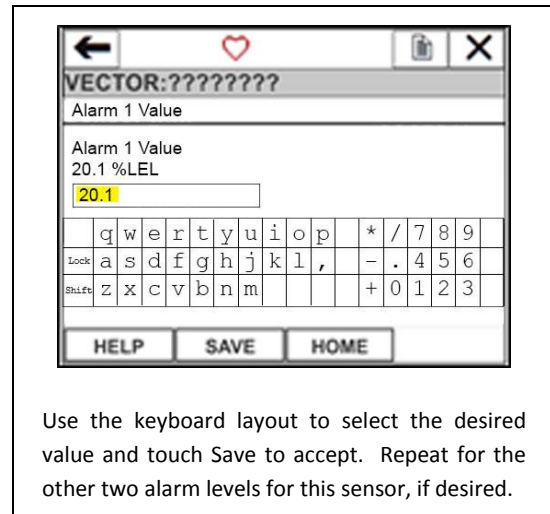 VECTOR:????????
Alarm 1 Value
Alarm 1 Value
20.1 %LEL
20.1
q w e r t y u i o p * / 7 8 9
Lock a s d f g h j k l , - . 4 5 6
Shift z x c v b n m + 0 1 2 3
HELP SAVE HOME
Use the keyboard layout to select the desired
value and touch Save to accept. Repeat for the
other two alarm levels for this sensor, if desired.